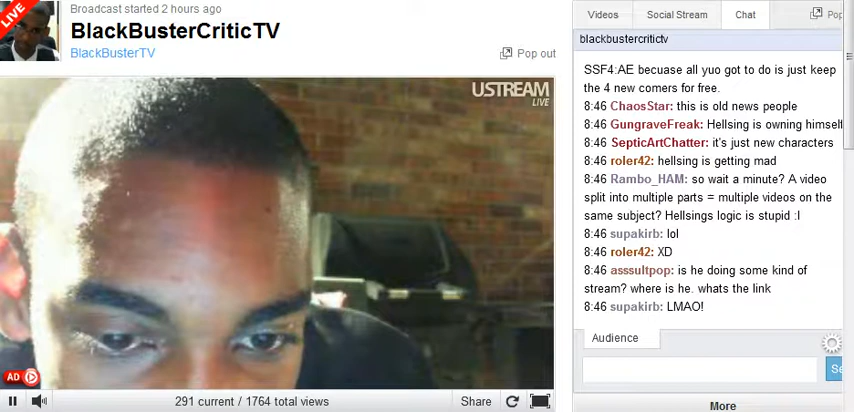 LIVE
Broadcast started 2 hours ago
BlackBusterCriticTV
BlackBusterTV
Pop out
USTREAM
LIVE
AD
291 current / 1764 total views
Share
Videos
Social Stream
Chat
Pop
blackbustercritictv
SSF4:AE becuase all yuo got to do is just keep
the 4 new comers for free.
8:46 ChaosStar: this is old news people
8:46 GungraveFreak: Hellsing is owning himself
8:46 SepticArtChatter: it's just new characters
8:46 roler42: hellsing is getting mad
8:46 Rambo_HAM: so wait a minute? A video
split into multiple parts = multiple videos on the
same subject? Hellsings logic is stupid :l
8:46 supakirb: lol
8:46 roler42: XD
8:46 asssultpop: is he doing some kind of
stream? where is he. whats the link
8:46 supakirb: LMAO!
Audience
Se
More